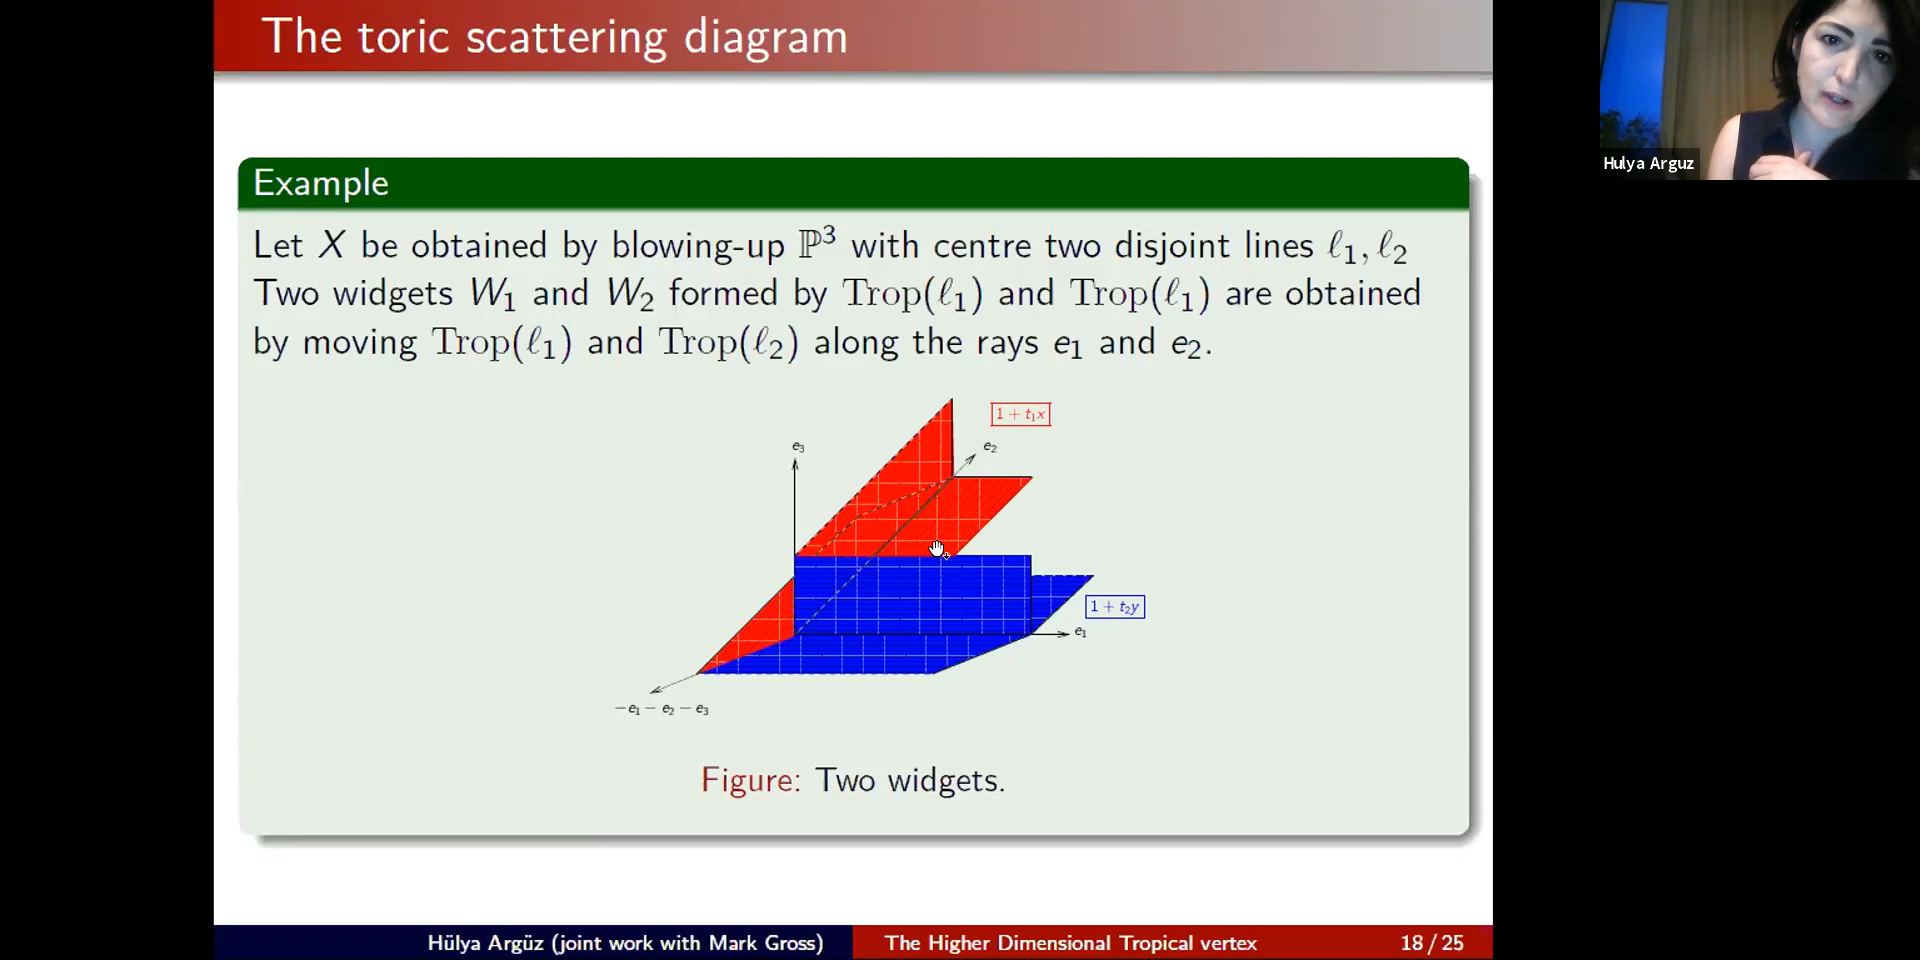 The toric scattering diagram
Hulya Arguz
Example
Let X be obtained by blowing-up ℙ³ with centre two disjoint lines ℓ₁, ℓ₂
Two widgets W₁ and W₂ formed by Trop(ℓ₁) and Trop(ℓ₁) are obtained
by moving Trop(ℓ₁) and Trop(ℓ₂) along the rays e₁ and e₂.
1 + t₁x
e₃
e₂
1 + t₂y
e₁
−e₁ − e₂ − e₃
Figure: Two widgets.
Hülya Argüz (joint work with Mark Gross)
The Higher Dimensional Tropical vertex
18 / 25